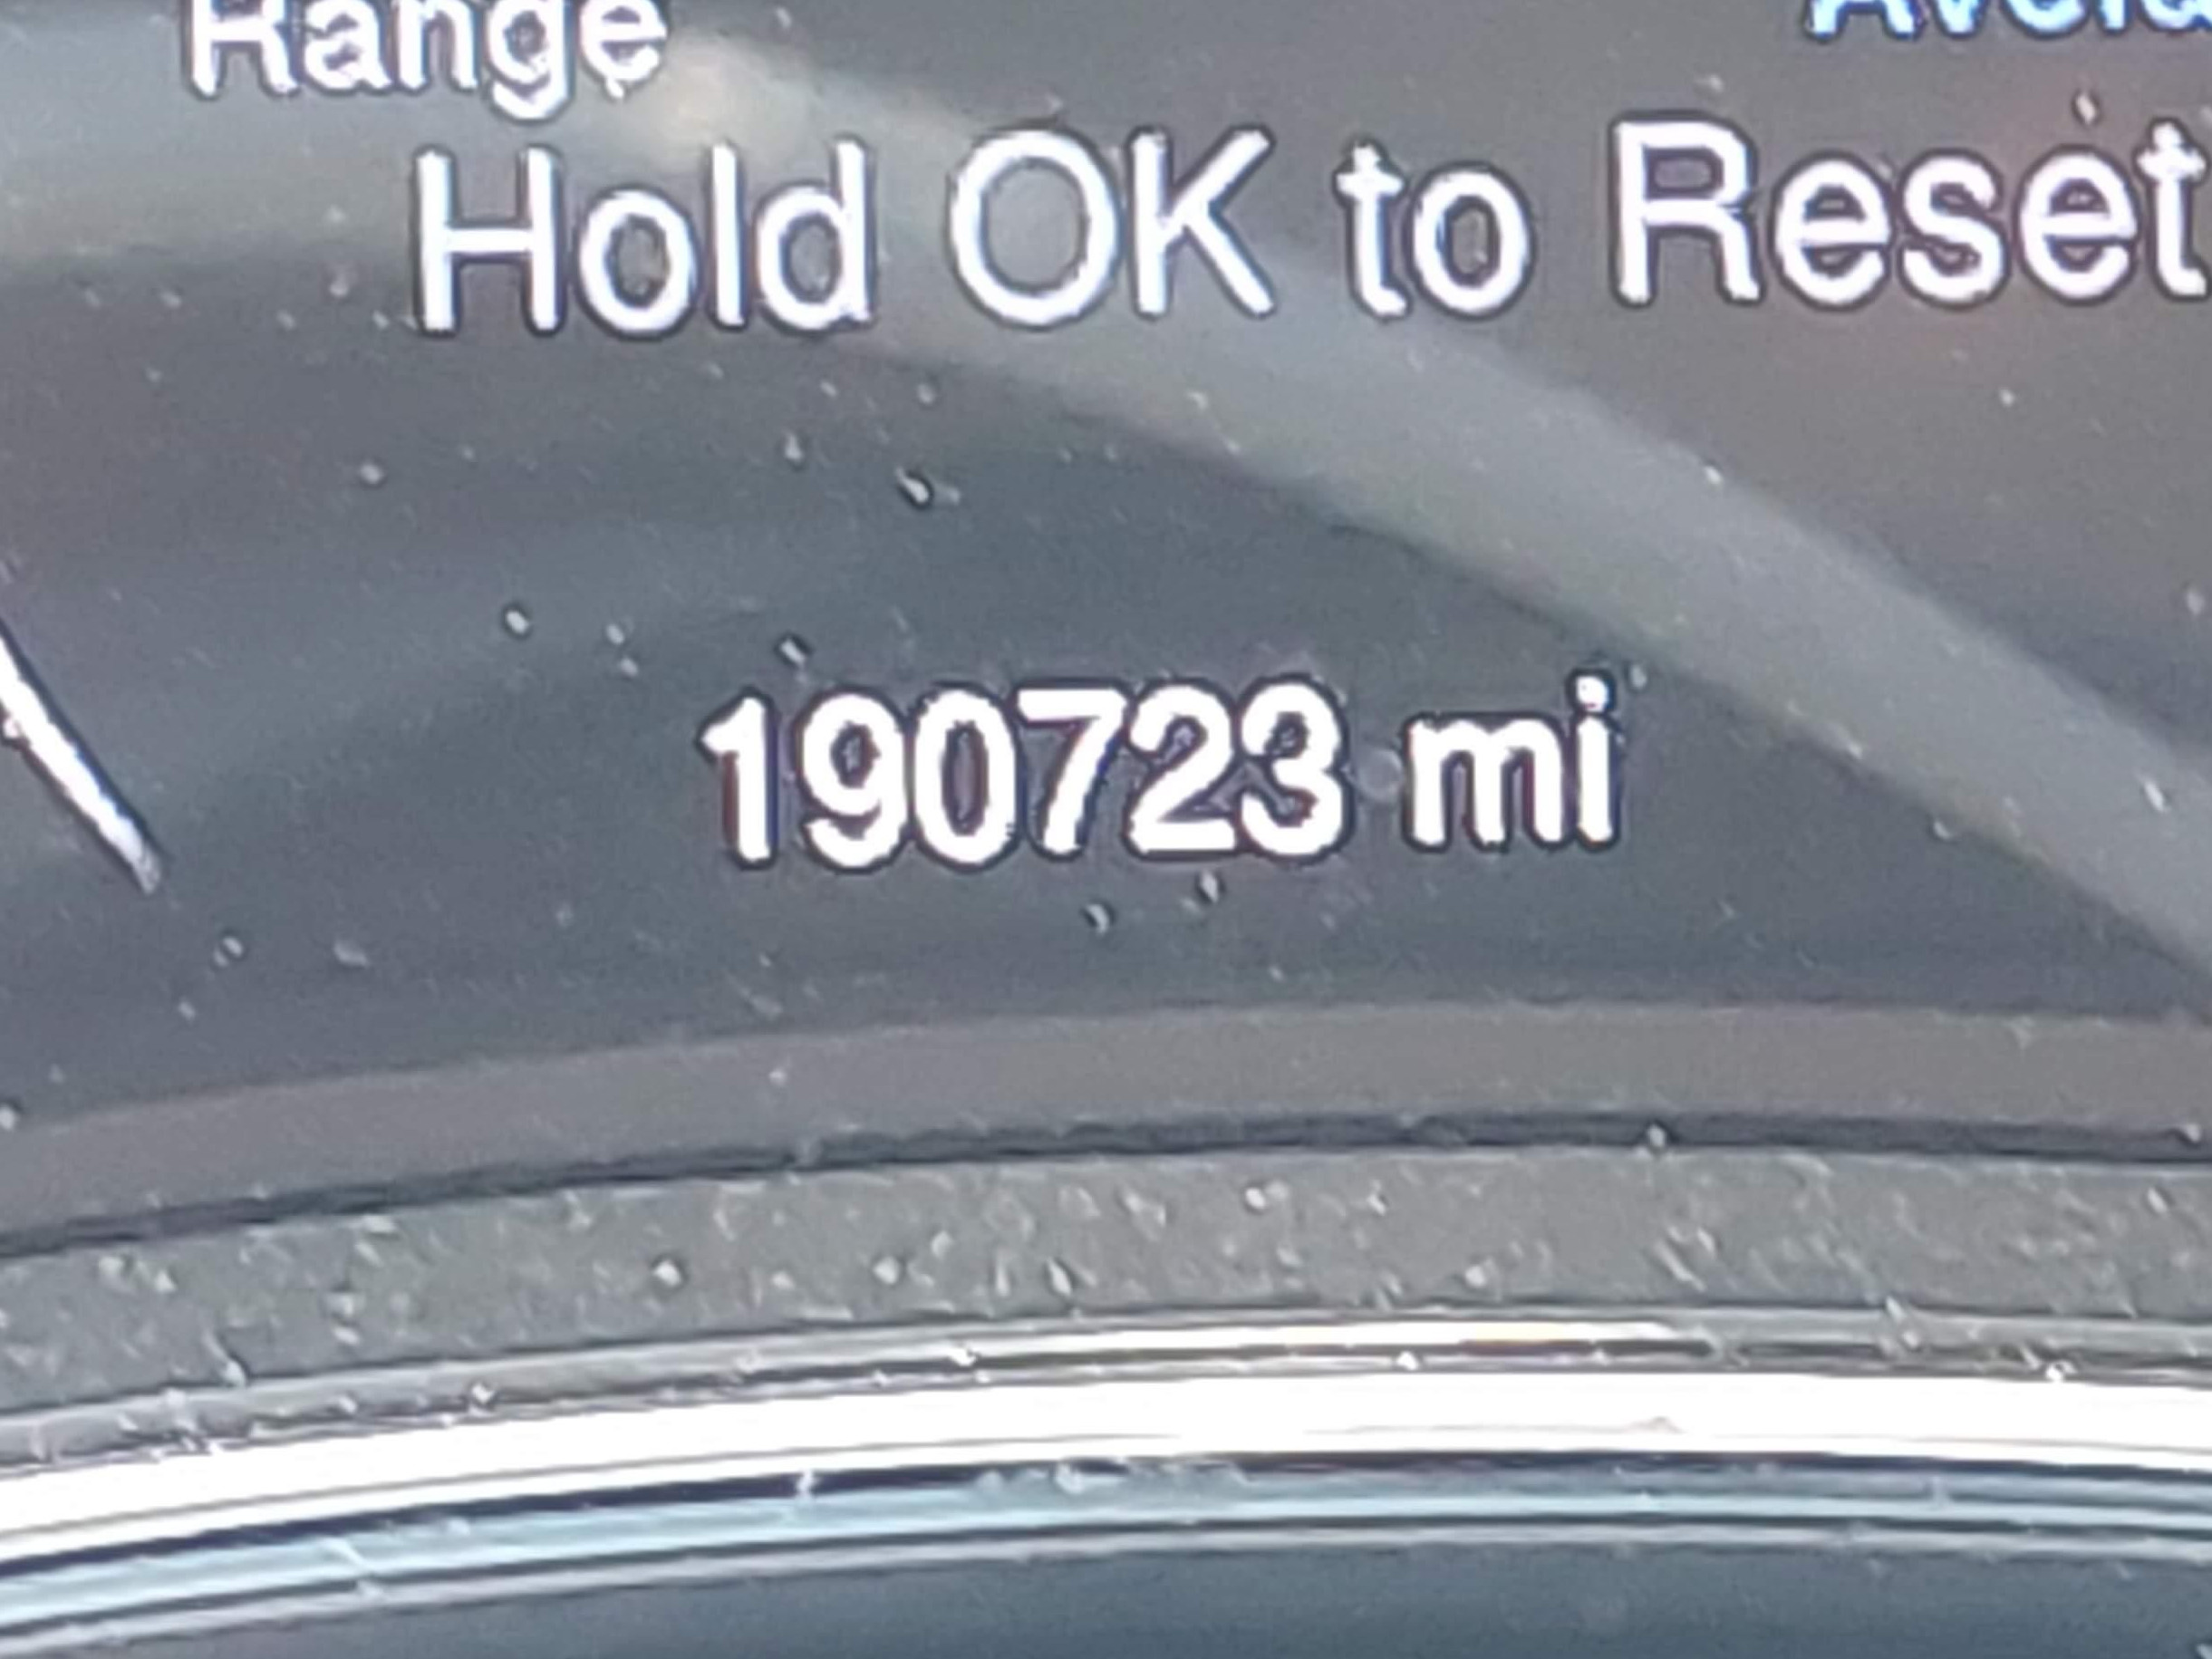 Range
Hold OK to Reset
190723 mi